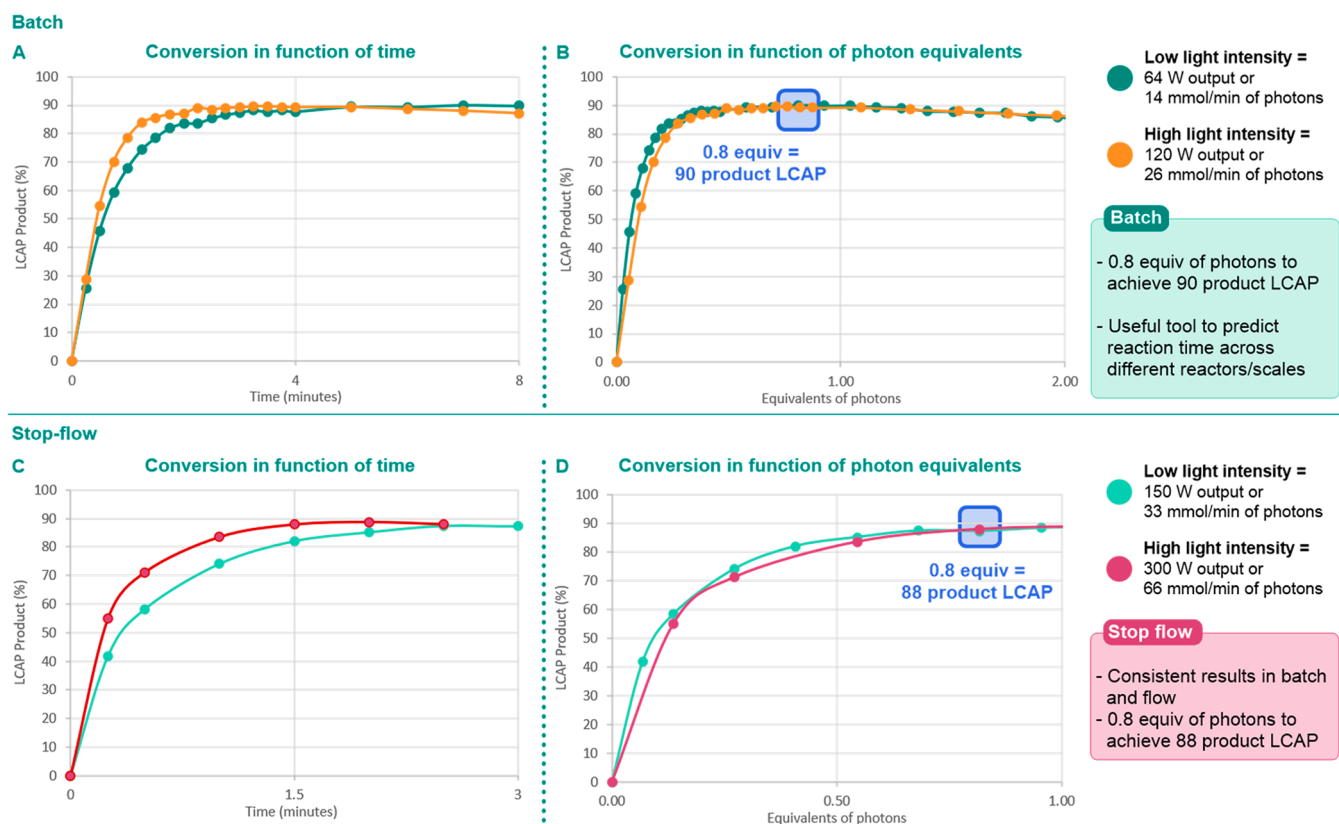 Batch
A
Conversion in function of time
LCAP Product (%)
100
90
80
70
60
50
40
30
20
10
0
0
4
8
Time (minutes)
B
Conversion in function of photon equivalents
LCAP Product (%)
100
90
80
70
60
50
40
30
20
10
0
0.8 equiv =
90 product LCAP
0.00
1.00
2.00
Equivalents of photons
Low light intensity =
64 W output or
14 mmol/min of photons
High light intensity =
120 W output or
26 mmol/min of photons
Batch
- 0.8 equiv of photons to
achieve 90 product LCAP
- Useful tool to predict
reaction time across
different reactors/scales
Stop-flow
C
Conversion in function of time
LCAP Product (%)
100
90
80
70
60
50
40
30
20
10
0
0
1.5
3
Time (minutes)
D
Conversion in function of photon equivalents
LCAP Product (%)
100
90
80
70
60
50
40
30
20
10
0
0.8 equiv =
88 product LCAP
0.00
0.50
1.00
Equivalents of photons
Low light intensity =
150 W output or
33 mmol/min of photons
High light intensity =
300 W output or
66 mmol/min of photons
Stop flow
- Consistent results in batch
and flow
- 0.8 equiv of photons to
achieve 88 product LCAP